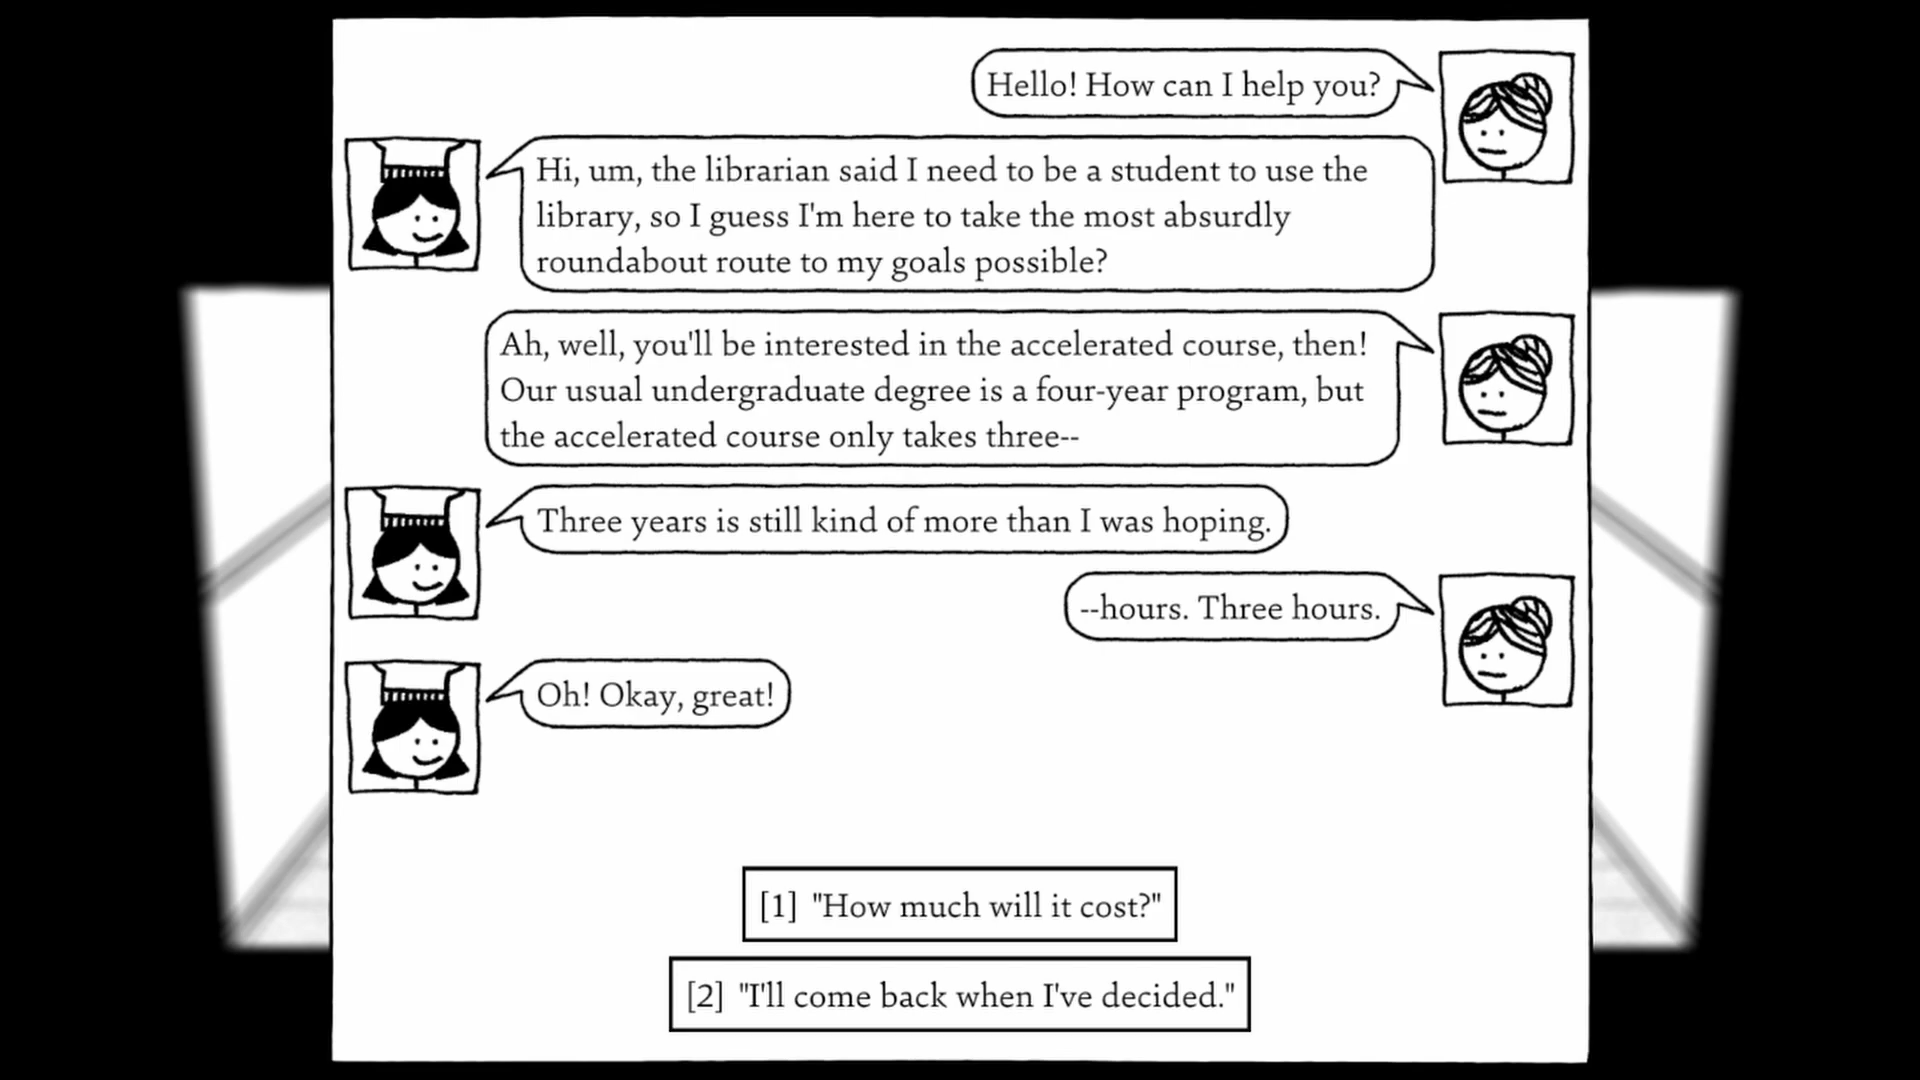 Hello! How can I help you?
Hi, um, the librarian said I need to be a student to use the
library, so I guess I'm here to take the most absurdly
roundabout route to my goals possible?
Ah, well, you'll be interested in the accelerated course, then!
Our usual undergraduate degree is a four-year program, but
the accelerated course only takes three--
Three years is still kind of more than I was hoping.
--hours. Three hours.
Oh! Okay, great!
[1] "How much will it cost?"
[2] "I'll come back when I've decided."